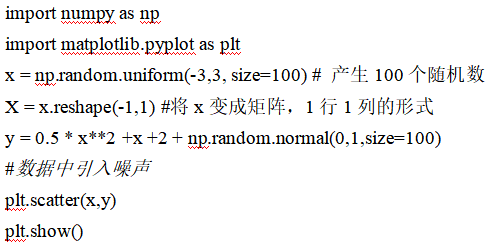 import numpy as np
import matplotlib.pyplot as plt
x = np.random.uniform(-3,3, size=100) # 产生 100 个随机数
X = x.reshape(-1,1) #将 x 变成矩阵，1 行 1 列的形式
y = 0.5 * x**2 +x +2 + np.random.normal(0,1,size=100)
#数据中引入噪声
plt.scatter(x,y)
plt.show()